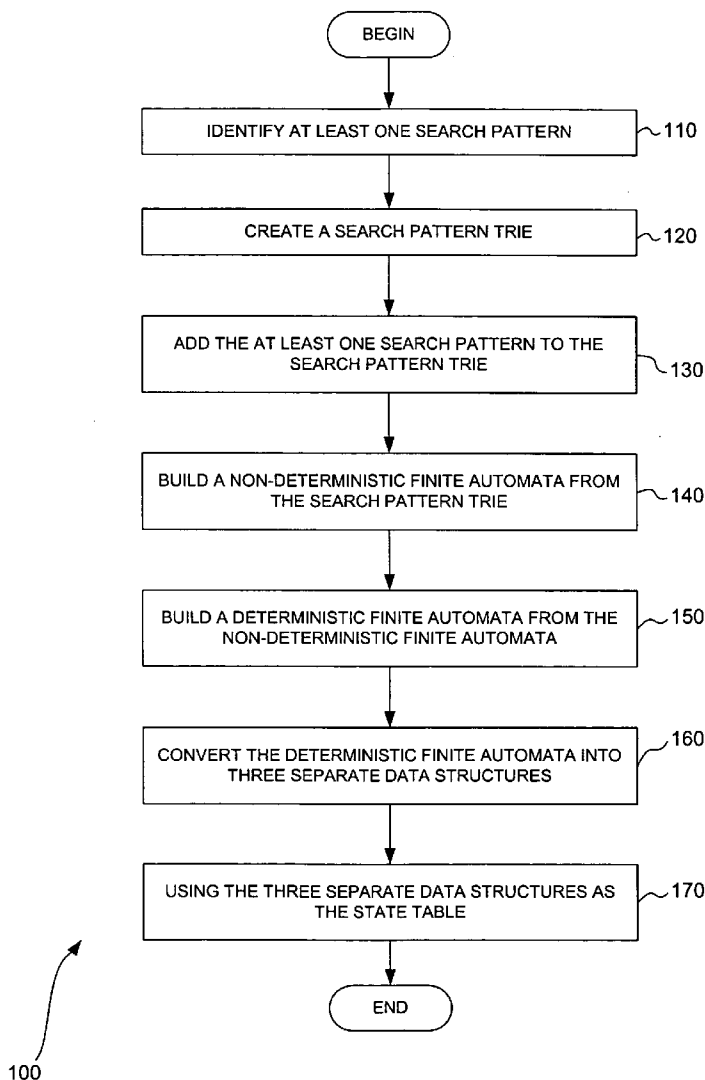 BEGIN
IDENTIFY AT LEAST ONE SEARCH PATTERN
110
CREATE A SEARCH PATTERN TRIE
120
ADD THE AT LEAST ONE SEARCH PATTERN TO THE
SEARCH PATTERN TRIE
130
BUILD A NON-DETERMINISTIC FINITE AUTOMATA FROM
THE SEARCH PATTERN TRIE
140
BUILD A DETERMINISTIC FINITE AUTOMATA FROM THE
NON-DETERMINISTIC FINITE AUTOMATA
150
CONVERT THE DETERMINISTIC FINITE AUTOMATA INTO
THREE SEPARATE DATA STRUCTURES
160
USING THE THREE SEPARATE DATA STRUCTURES AS
THE STATE TABLE
170
END
100